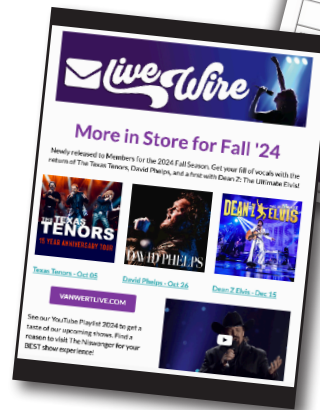 Live Wire
More in Store for Fall '24
Newly released to Members for the 2024 Fall Season. Get your fill of vocals with the
return of The Texas Tenors, David Phelps, and a first with Dean Z: The Ultimate Elvis!
THE TEXAS
TENORS
15 YEAR ANNIVERSARY TOUR
DAVID PHELPS
DEAN Z ELVIS
Texas Tenors - Oct 05
David Phelps - Oct 26
Dean Z Elvis - Dec 15
VANWERTLIVE.COM
See our YouTube Playlist 2024 to get a
taste of our upcoming shows. Find a
reason to visit The Niswonger for your
BEST show experience!